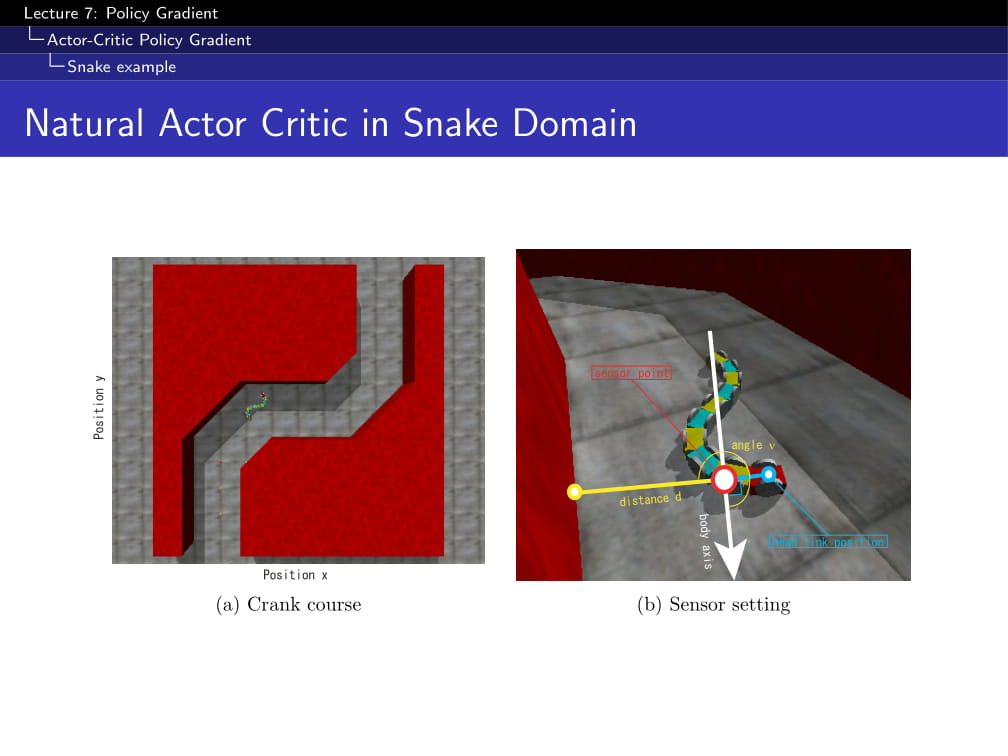 Lecture 7: Policy Gradient
Actor-Critic Policy Gradient
Snake example
Natural Actor Critic in Snake Domain
Position y
Position x
(a) Crank course
sensor point
angle v
distance d
body axis
head link position
(b) Sensor setting